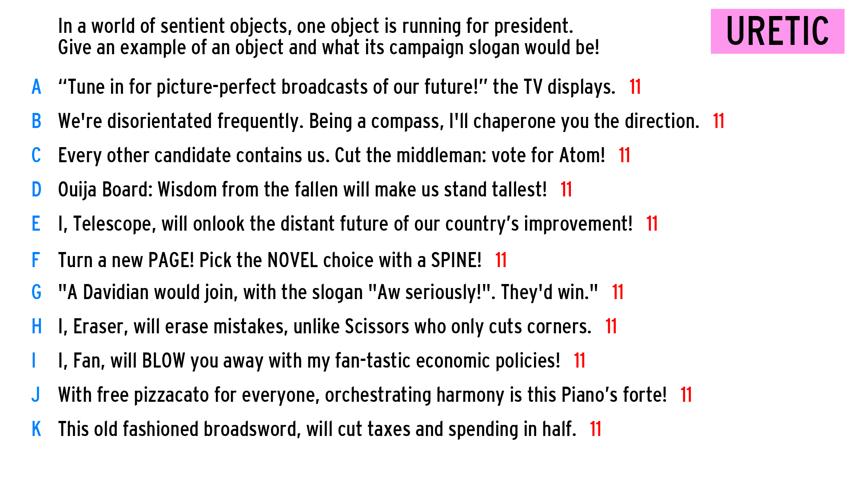 In a world of sentient objects, one object is running for president.
Give an example of an object and what its campaign slogan would be!
URETIC
A “Tune in for picture-perfect broadcasts of our future!” the TV displays. 11
B We're disorientated frequently. Being a compass, I'll chaperone you the direction. 11
C Every other candidate contains us. Cut the middleman: vote for Atom! 11
D Ouija Board: Wisdom from the fallen will make us stand tallest! 11
E I, Telescope, will onlook the distant future of our country’s improvement! 11
F Turn a new PAGE! Pick the NOVEL choice with a SPINE! 11
G "A Davidian would join, with the slogan "Aw seriously!". They'd win." 11
H I, Eraser, will erase mistakes, unlike Scissors who only cuts corners. 11
I I, Fan, will BLOW you away with my fan-tastic economic policies! 11
J With free pizzacato for everyone, orchestrating harmony is this Piano’s forte! 11
K This old fashioned broadsword, will cut taxes and spending in half. 11